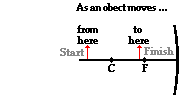 As an obect moves ...
from to
here here
Start Finish
C F